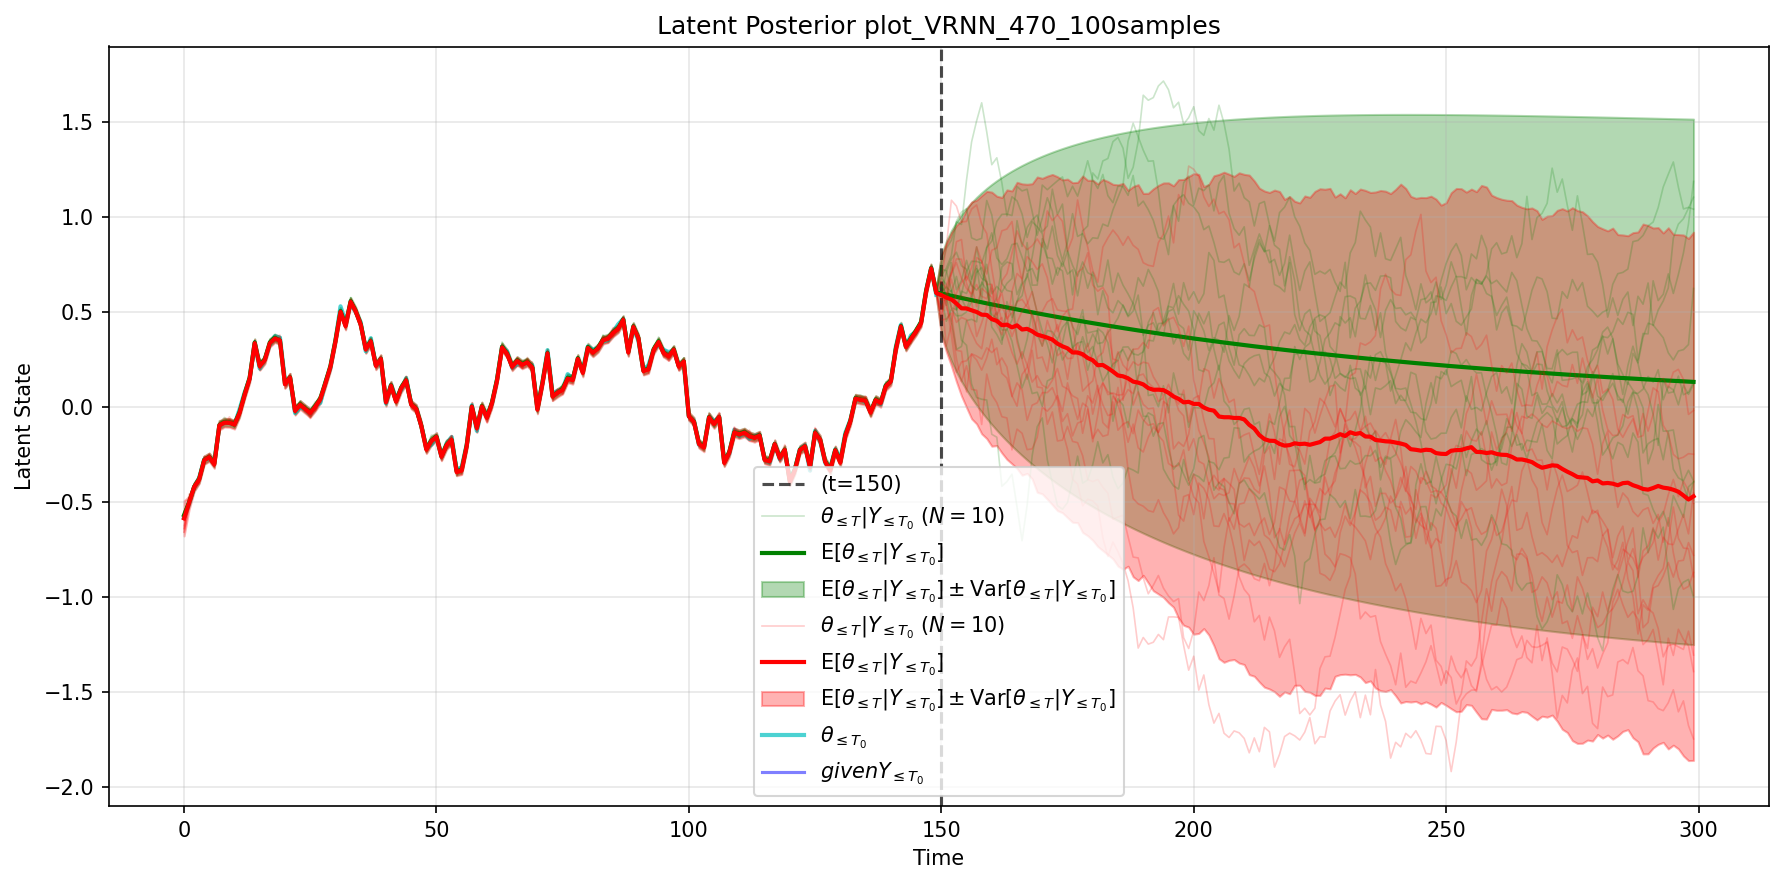 Latent Posterior plot_VRNN_470_100samples
Latent State
1.5
1.0
0.5
0.0
−0.5
−1.0
−1.5
−2.0
(t=150)
θ≤T|Y≤T₀ (N = 10)
E[θ≤T|Y≤T₀]
E[θ≤T|Y≤T₀] ± Var[θ≤T|Y≤T₀]
θ≤T|Y≤T₀ (N = 10)
E[θ≤T|Y≤T₀]
E[θ≤T|Y≤T₀] ± Var[θ≤T|Y≤T₀]
θ≤T₀
givenY≤T₀
0 50 100 150 200 250 300
Time